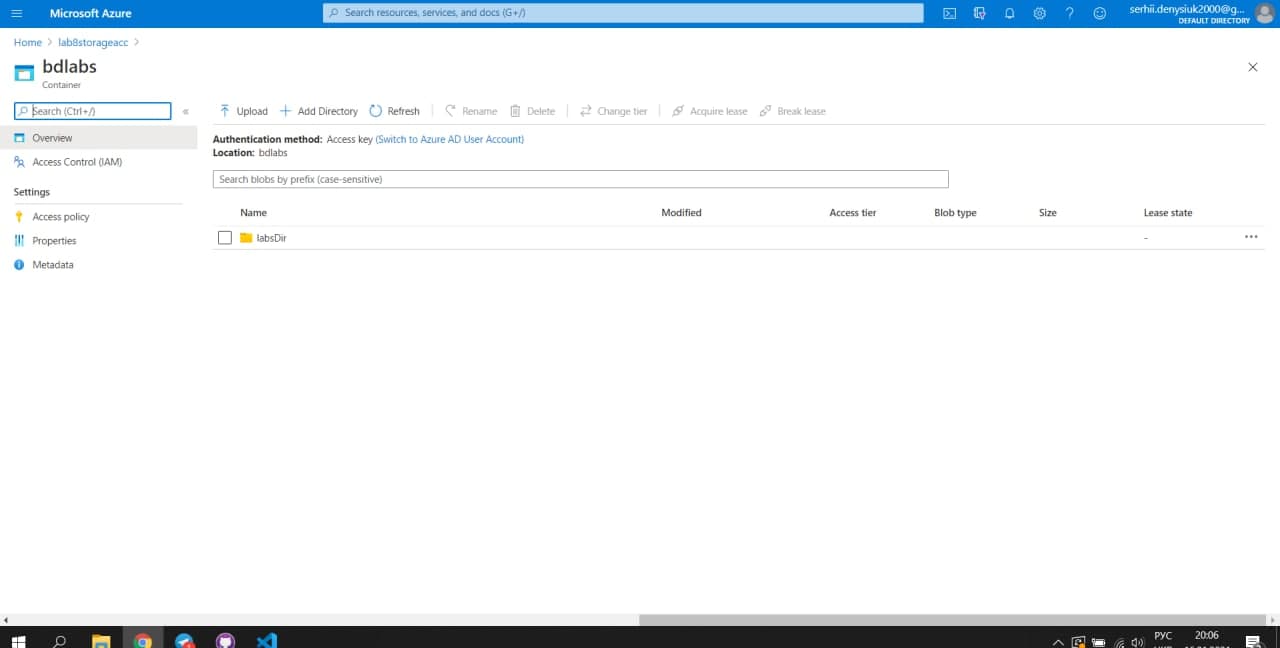 Microsoft Azure
Search resources, services, and docs (G+/)
serhii.denysiuk2000@g...
DEFAULT DIRECTORY
Home > lab8storageacc >
bdlabs
Container
Search (Ctrl+/)
«
Overview
Access Control (IAM)
Settings
Access policy
Properties
Metadata
Upload + Add Directory Refresh Rename Delete Change tier Acquire lease Break lease
Authentication method: Access key (Switch to Azure AD User Account)
Location: bdlabs
Search blobs by prefix (case-sensitive)
Name Modified Access tier Blob type Size Lease state
labsDir - ...
РУС 20:06